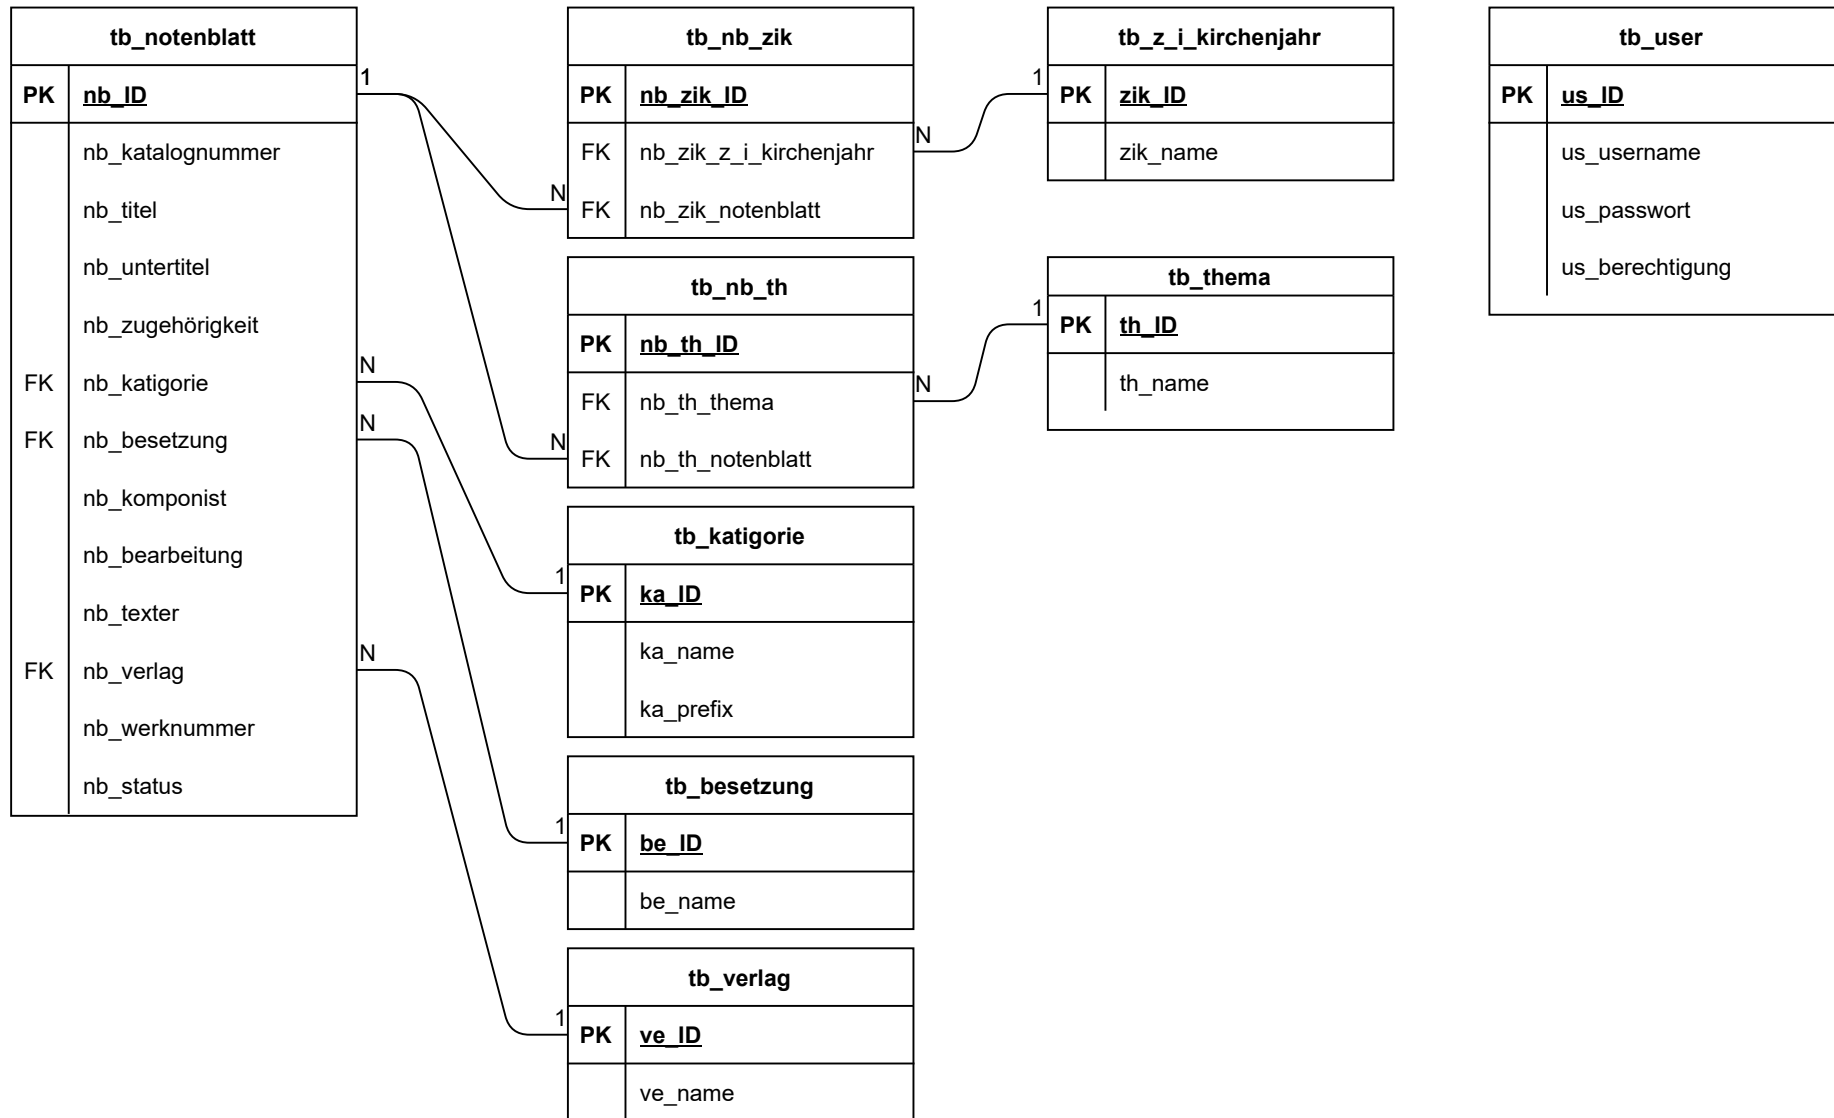 tb_notenblatt
PK nb_ID
nb_katalognummer
nb_titel
nb_untertitel
nb_zugehörigkeit
FK nb_katigorie
FK nb_besetzung
nb_komponist
nb_bearbeitung
nb_texter
FK nb_verlag
nb_werknummer
nb_status
1
N
N
N
tb_nb_zik
PK nb_zik_ID
FK nb_zik_z_i_kirchenjahr
FK nb_zik_notenblatt
N
N
tb_nb_th
PK nb_th_ID
FK nb_th_thema
FK nb_th_notenblatt
N
N
tb_katigorie
1
PK ka_ID
ka_name
ka_prefix
tb_besetzung
1
PK be_ID
be_name
tb_verlag
1
PK ve_ID
ve_name
tb_z_i_kirchenjahr
1
PK zik_ID
zik_name
tb_thema
1
PK th_ID
th_name
tb_user
PK us_ID
us_username
us_passwort
us_berechtigung